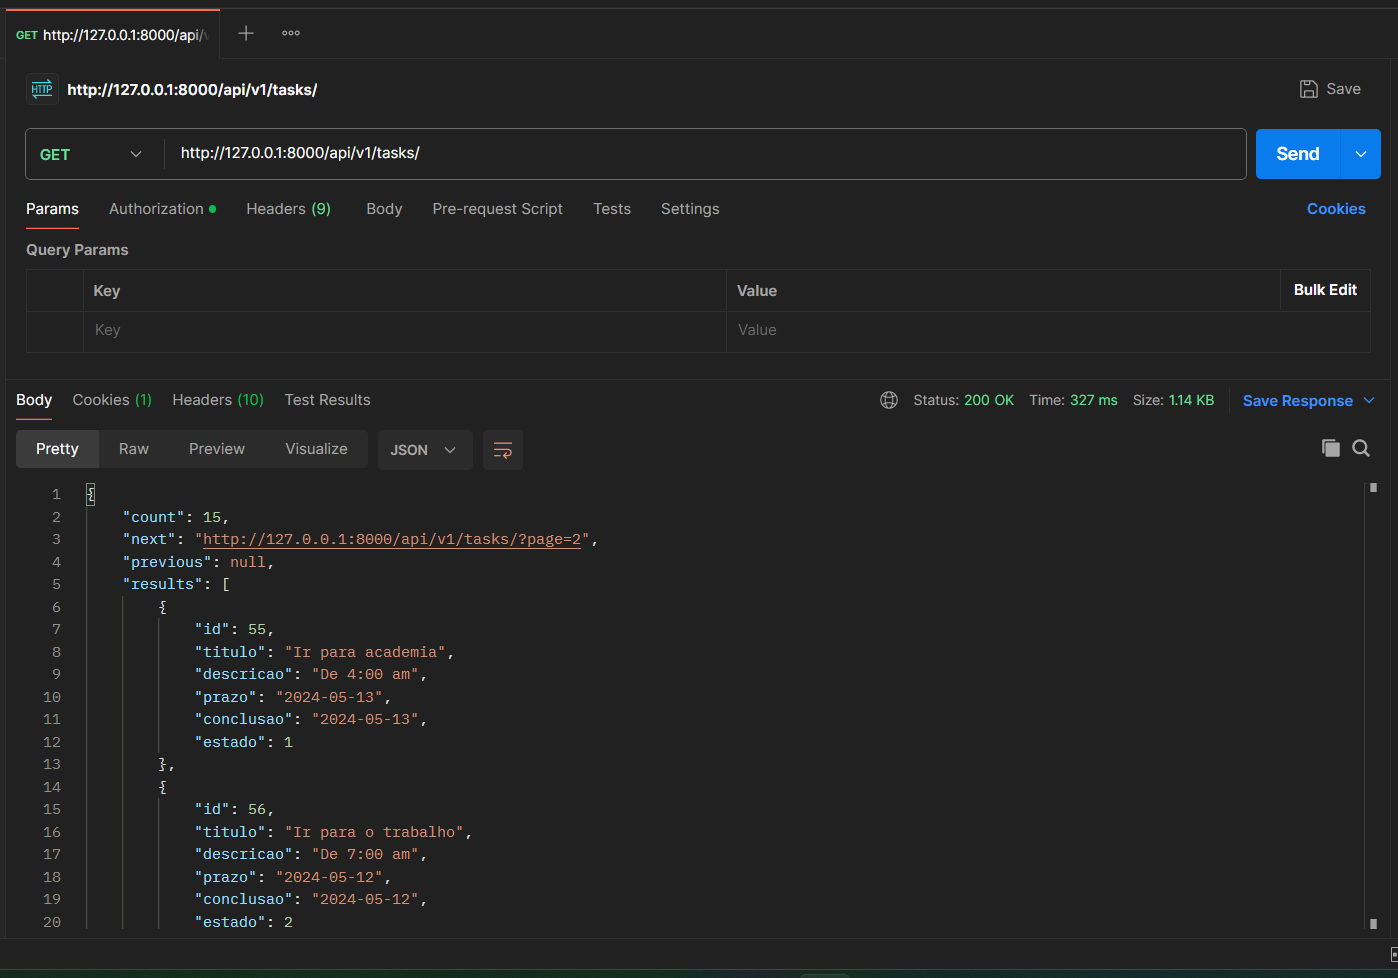 GET http://127.0.0.1:8000/api/v
HTTP http://127.0.0.1:8000/api/v1/tasks/ Save
GET http://127.0.0.1:8000/api/v1/tasks/ Send
Params Authorization Headers (9) Body Pre-request Script Tests Settings Cookies
Query Params
Key Value Bulk Edit
Key Value
Body Cookies (1) Headers (10) Test Results Status: 200 OK Time: 327 ms Size: 1.14 KB Save Response
Pretty Raw Preview Visualize JSON
1 {
2 "count": 15,
3 "next": "http://127.0.0.1:8000/api/v1/tasks/?page=2",
4 "previous": null,
5 "results": [
6 {
7 "id": 55,
8 "titulo": "Ir para academia",
9 "descricao": "De 4:00 am",
10 "prazo": "2024-05-13",
11 "conclusao": "2024-05-13",
12 "estado": 1
13 },
14 {
15 "id": 56,
16 "titulo": "Ir para o trabalho",
17 "descricao": "De 7:00 am",
18 "prazo": "2024-05-12",
19 "conclusao": "2024-05-12",
20 "estado": 2